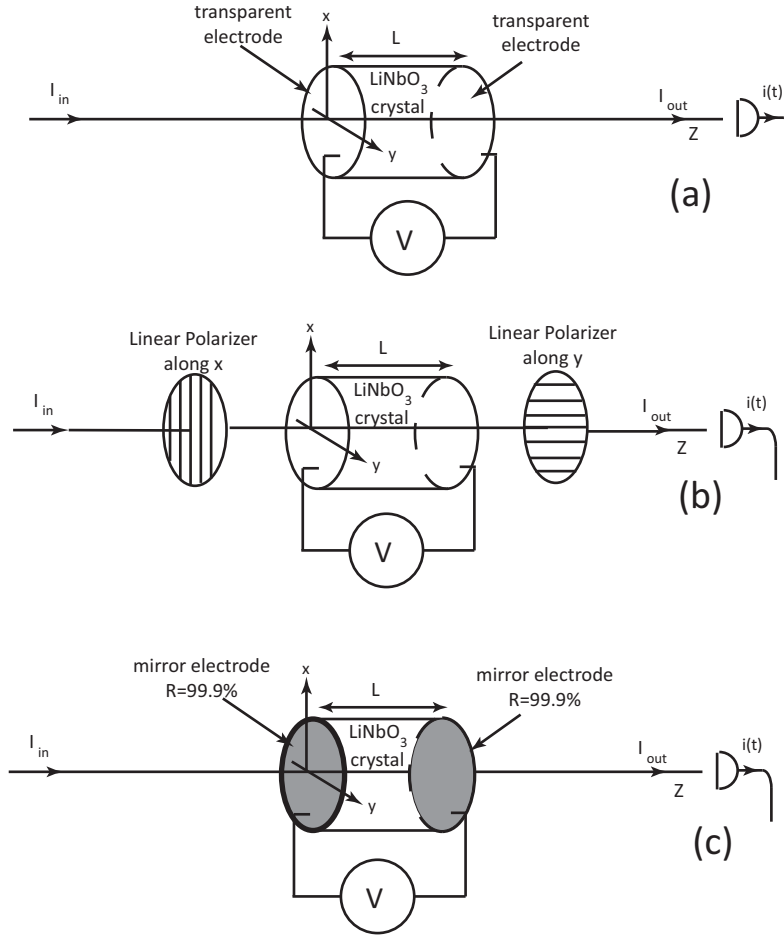 transparent
electrode
x
L
transparent
electrode
LiNbO3
crystal
I in
I out
i(t)
Z
y
V
(a)
Linear Polarizer
along x
x
L
Linear Polarizer
along y
LiNbO3
crystal
I in
I out
i(t)
Z
y
V
(b)
mirror electrode
R=99.9%
x
L
mirror electrode
R=99.9%
LiNbO3
crystal
I in
I out
i(t)
Z
y
V
(c)